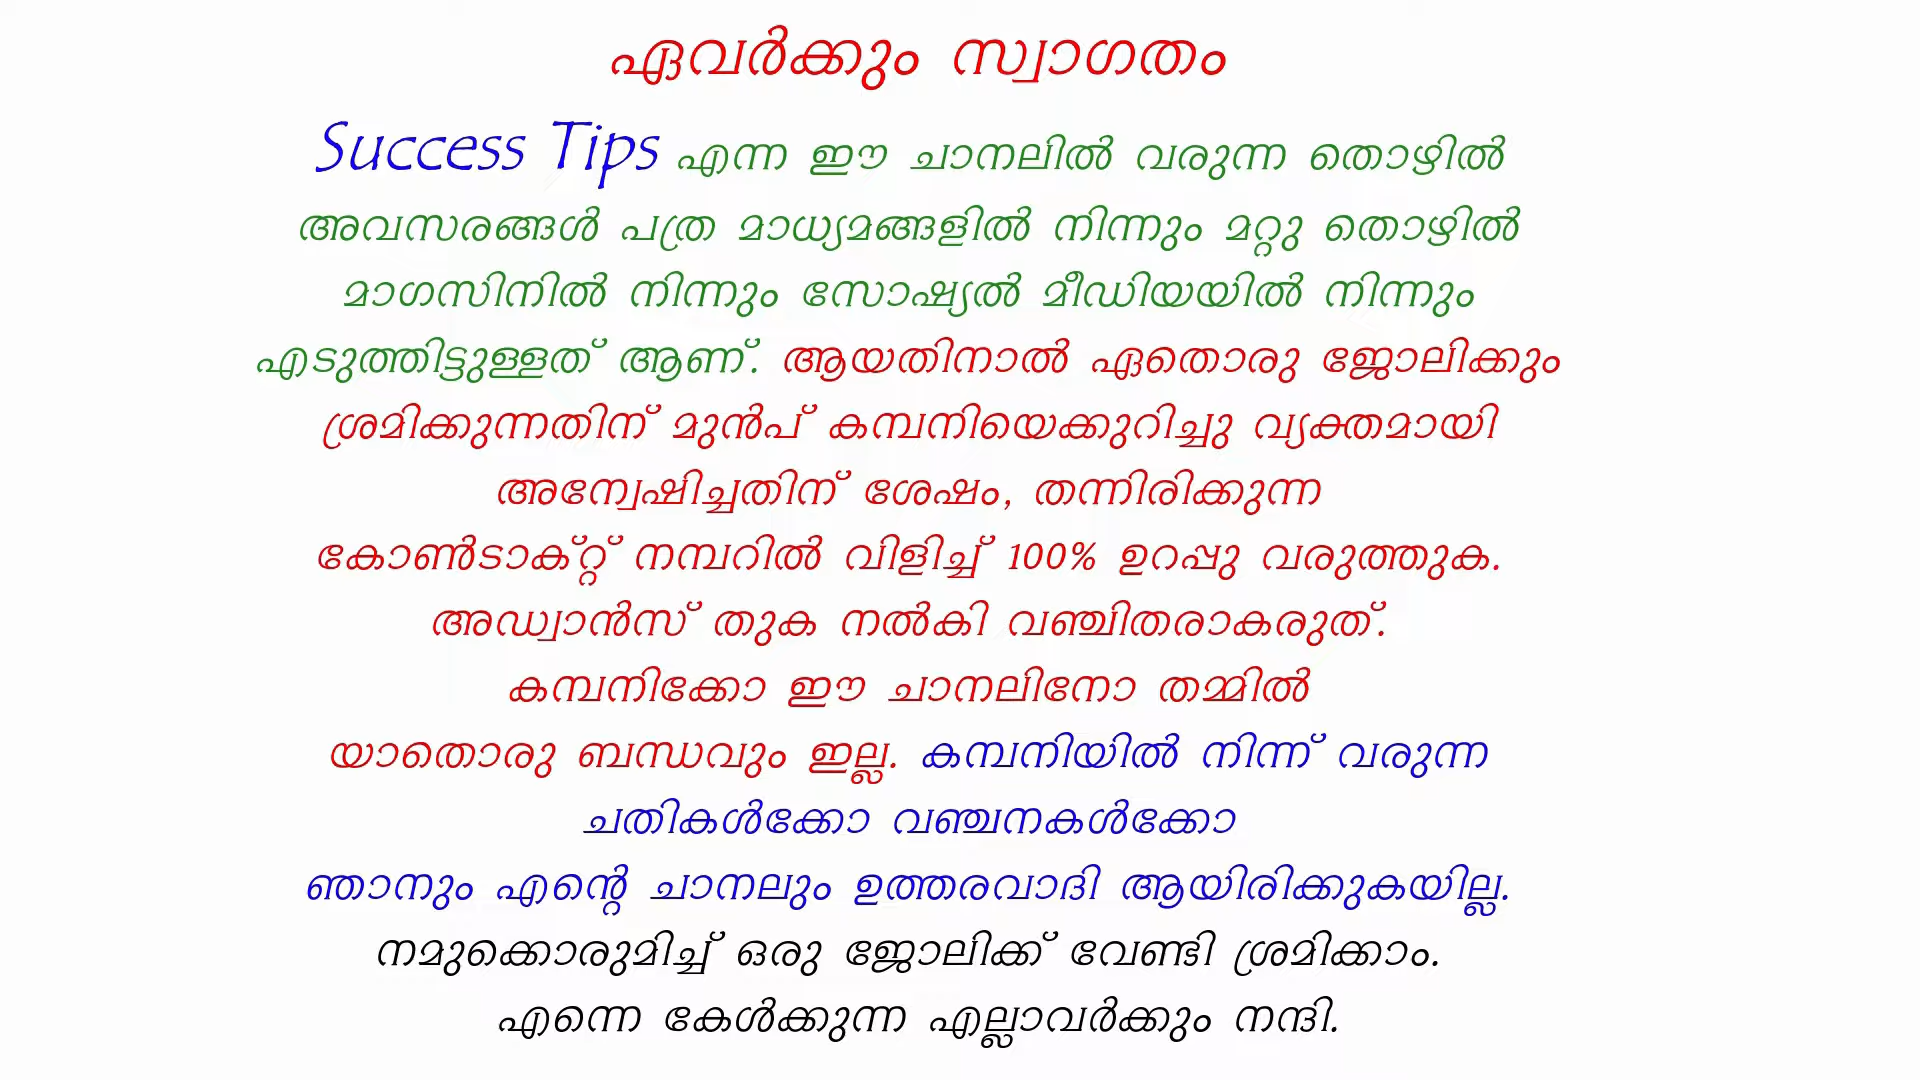 ഏവർക്കും സ്വാഗതം
Success Tips എന്ന ഈ ചാനലിൽ വരുന്ന തൊഴിൽ
അവസരങ്ങൾ പത്ര മാധ്യമങ്ങളിൽ നിന്നും മറ്റു തൊഴിൽ
മാഗസിനിൽ നിന്നും സോഷ്യൽ മീഡിയയിൽ നിന്നും
എടുത്തിട്ടുള്ളത് ആണ്. ആയതിനാൽ ഏതൊരു ജോലിക്കും
ശ്രമിക്കുന്നതിന് മുൻപ് കമ്പനിയെക്കുറിച്ചു വ്യക്തമായി
അന്വേഷിച്ചതിന് ശേഷം, തന്നിരിക്കുന്ന
കോൺടാക്റ്റ് നമ്പറിൽ വിളിച്ച് 100% ഉറപ്പു വരുത്തുക.
അഡ്വാൻസ് തുക നൽകി വഞ്ചിതരാകരുത്.
കമ്പനിക്കോ ഈ ചാനലിനോ തമ്മിൽ
യാതൊരു ബന്ധവും ഇല്ല. കമ്പനിയിൽ നിന്ന് വരുന്ന
ചതികൾക്കോ വഞ്ചനകൾക്കോ
ഞാനും എന്റെ ചാനലും ഉത്തരവാദി ആയിരിക്കുകയില്ല.
നമുക്കൊരുമിച്ച് ഒരു ജോലിക്ക് വേണ്ടി ശ്രമിക്കാം.
എന്നെ കേൾക്കുന്ന എല്ലാവർക്കും നന്ദി.